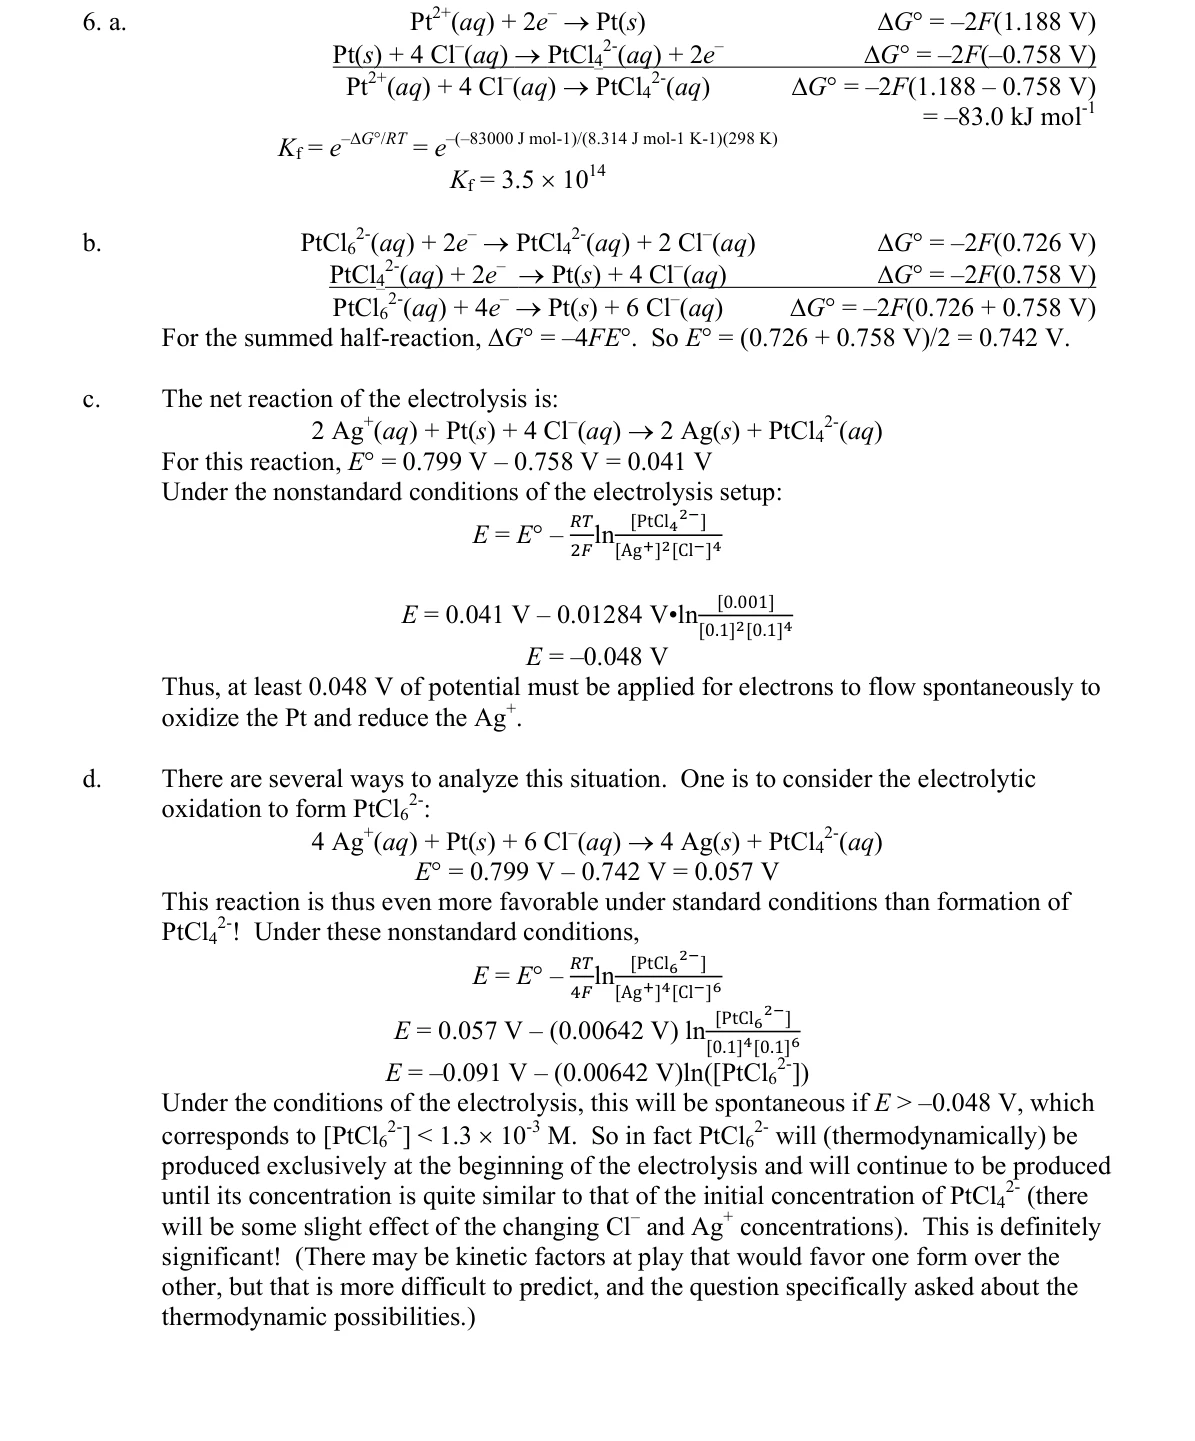 6. a. Pt²⁺(aq) + 2e⁻ → Pt(s) ΔG° = –2F(1.188 V)
Pt(s) + 4 Cl⁻(aq) → PtCl₄²⁻(aq) + 2e⁻ ΔG° = –2F(–0.758 V)
Pt²⁺(aq) + 4 Cl⁻(aq) → PtCl₄²⁻(aq) ΔG° = –2F(1.188 – 0.758 V)
= –83.0 kJ mol⁻¹
K_f = e^–ΔG°/RT = e^–(–83000 J mol-1)/(8.314 J mol-1 K-1)(298 K)
K_f = 3.5 × 10¹⁴
b. PtCl₆²⁻(aq) + 2e⁻ → PtCl₄²⁻(aq) + 2 Cl⁻(aq) ΔG° = –2F(0.726 V)
PtCl₄²⁻(aq) + 2e⁻ → Pt(s) + 4 Cl⁻(aq) ΔG° = –2F(0.758 V)
PtCl₆²⁻(aq) + 4e⁻ → Pt(s) + 6 Cl⁻(aq) ΔG° = –2F(0.726 + 0.758 V)
For the summed half-reaction, ΔG° = –4FE°. So E° = (0.726 + 0.758 V)/2 = 0.742 V.
c. The net reaction of the electrolysis is:
2 Ag⁺(aq) + Pt(s) + 4 Cl⁻(aq) → 2 Ag(s) + PtCl₄²⁻(aq)
For this reaction, E° = 0.799 V – 0.758 V = 0.041 V
Under the nonstandard conditions of the electrolysis setup:
E = E° – RT/2F ln [PtCl₄²⁻]/[Ag⁺]²[Cl⁻]⁴
E = 0.041 V – 0.01284 V•ln [0.001]/[0.1]²[0.1]⁴
E = –0.048 V
Thus, at least 0.048 V of potential must be applied for electrons to flow spontaneously to
oxidize the Pt and reduce the Ag⁺.
d. There are several ways to analyze this situation. One is to consider the electrolytic
oxidation to form PtCl₆²⁻:
4 Ag⁺(aq) + Pt(s) + 6 Cl⁻(aq) → 4 Ag(s) + PtCl₄²⁻(aq)
E° = 0.799 V – 0.742 V = 0.057 V
This reaction is thus even more favorable under standard conditions than formation of
PtCl₄²⁻! Under these nonstandard conditions,
E = E° – RT/4F ln [PtCl₆²⁻]/[Ag⁺]⁴[Cl⁻]⁶
E = 0.057 V – (0.00642 V) ln [PtCl₆²⁻]/[0.1]⁴[0.1]⁶
E = –0.091 V – (0.00642 V)ln([PtCl₆²⁻])
Under the conditions of the electrolysis, this will be spontaneous if E > –0.048 V, which
corresponds to [PtCl₆²⁻] < 1.3 × 10⁻³ M. So in fact PtCl₆²⁻ will (thermodynamically) be
produced exclusively at the beginning of the electrolysis and will continue to be produced
until its concentration is quite similar to that of the initial concentration of PtCl₄²⁻ (there
will be some slight effect of the changing Cl⁻ and Ag⁺ concentrations). This is definitely
significant! (There may be kinetic factors at play that would favor one form over the
other, but that is more difficult to predict, and the question specifically asked about the
thermodynamic possibilities.)